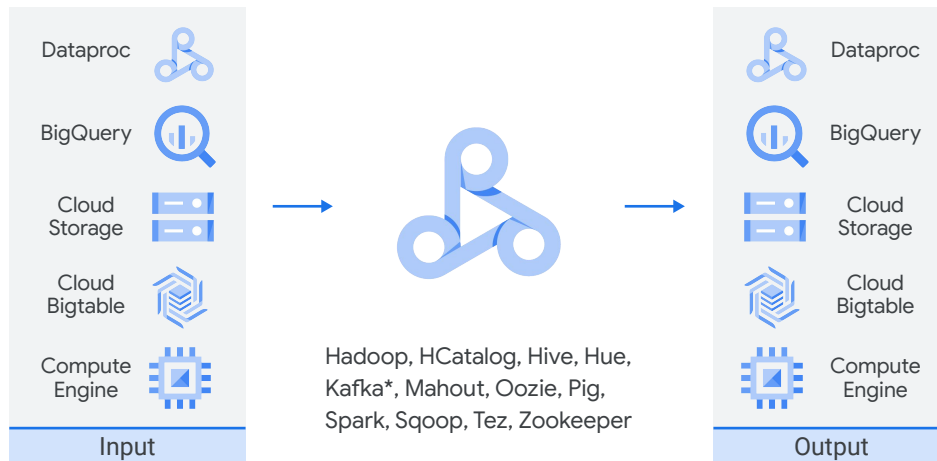 Dataproc
BigQuery
Cloud
Storage
Cloud
Bigtable
Compute
Engine
Input
Hadoop, HCatalog, Hive, Hue,
Kafka*, Mahout, Oozie, Pig,
Spark, Sqoop, Tez, Zookeeper
Dataproc
BigQuery
Cloud
Storage
Cloud
Bigtable
Compute
Engine
Output